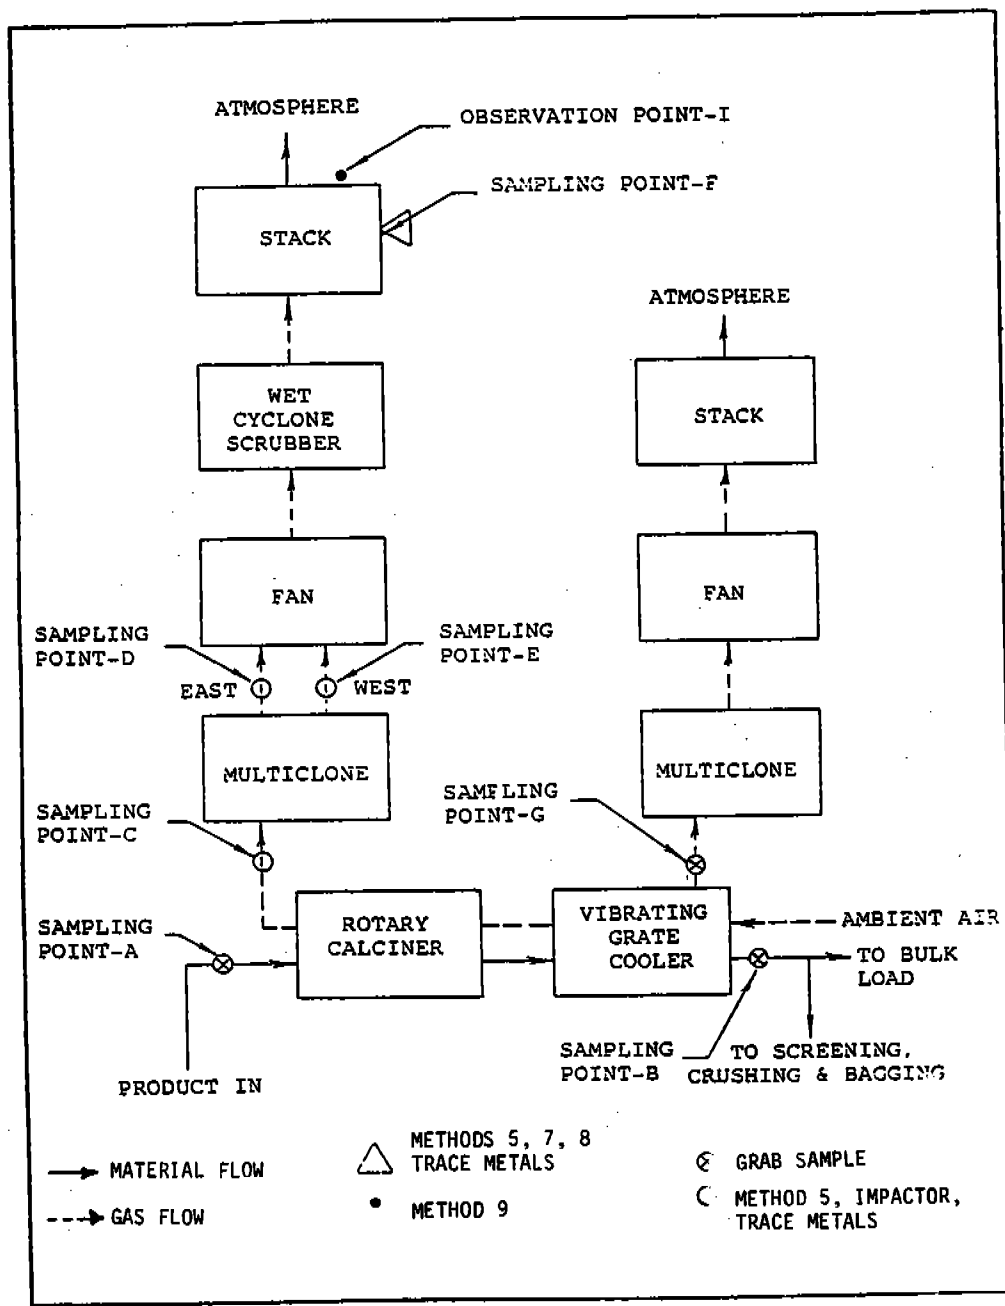 ATMOSPHERE
OBSERVATION POINT-I
SAMPLING POINT-F
STACK
ATMOSPHERE
WET
CYCLONE
SCRUBBER
STACK
FAN
FAN
SAMPLING
POINT-D
SAMPLING
POINT-E
EAST
WEST
MULTICLONE
MULTICLONE
SAMPLING
POINT-G
SAMPLING
POINT-C
ROTARY
CALCINER
VIBRATING
GRATE
COOLER
AMBIENT AIR
SAMPLING
POINT-A
TO BULK
LOAD
SAMPLING
POINT-B
TO SCREENING,
CRUSHING & BAGGING
PRODUCT IN
MATERIAL FLOW
GAS FLOW
METHODS 5, 7, 8
TRACE METALS
METHOD 9
GRAB SAMPLE
METHOD 5, IMPACTOR,
TRACE METALS